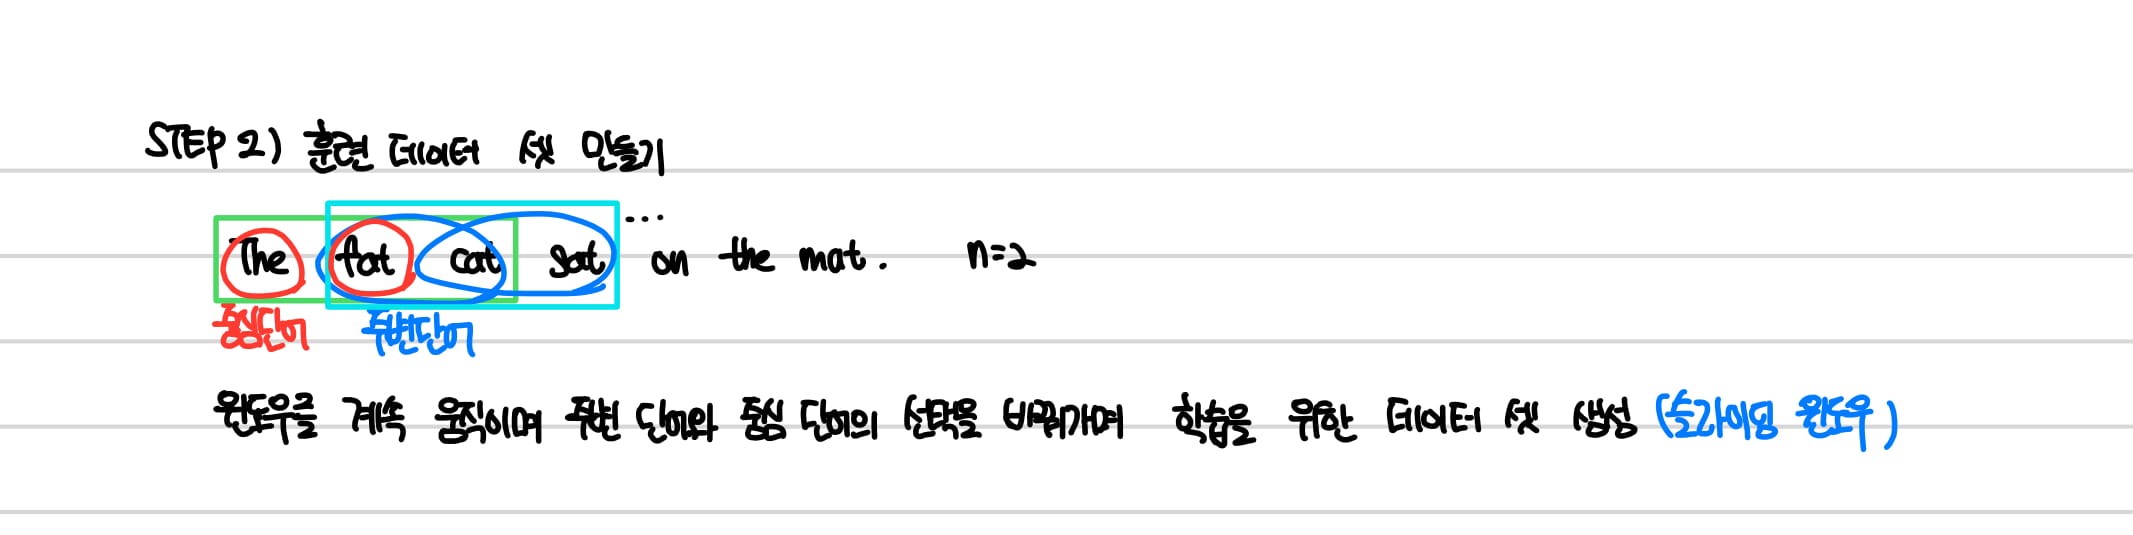 STEP 2) 훈련 데이터 셋 만들기
The fat cat sat ... on the mat. n=2
중심단어 주변단어
윈도우를 계속 움직이며 주변 단어와 중심 단어의 선택을 바꿔가며 학습을 위한 데이터 셋 생성 (슬라이딩 윈도우)